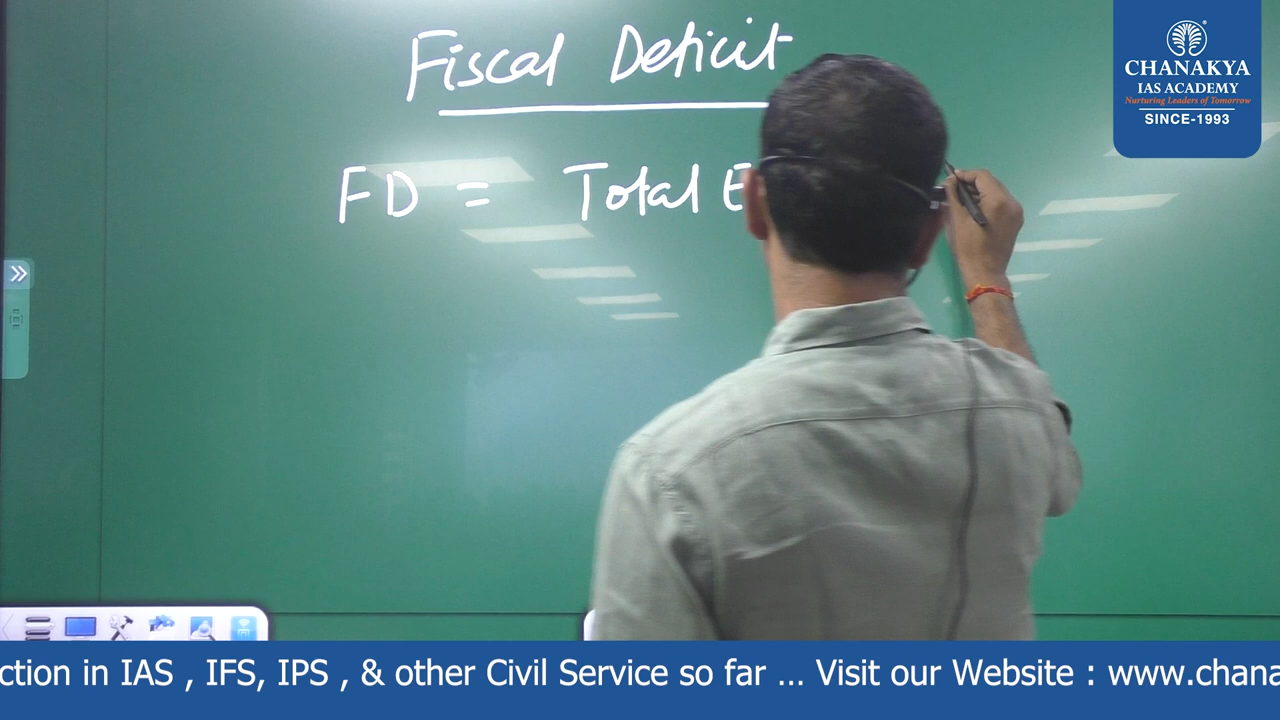 Fiscal Deficit
FD = Total E
CHANAKYA
IAS ACADEMY
Nurturing Leaders of Tomorrow
SINCE-1993
ction in IAS , IFS, IPS , & other Civil Service so far ... Visit our Website : www.chana